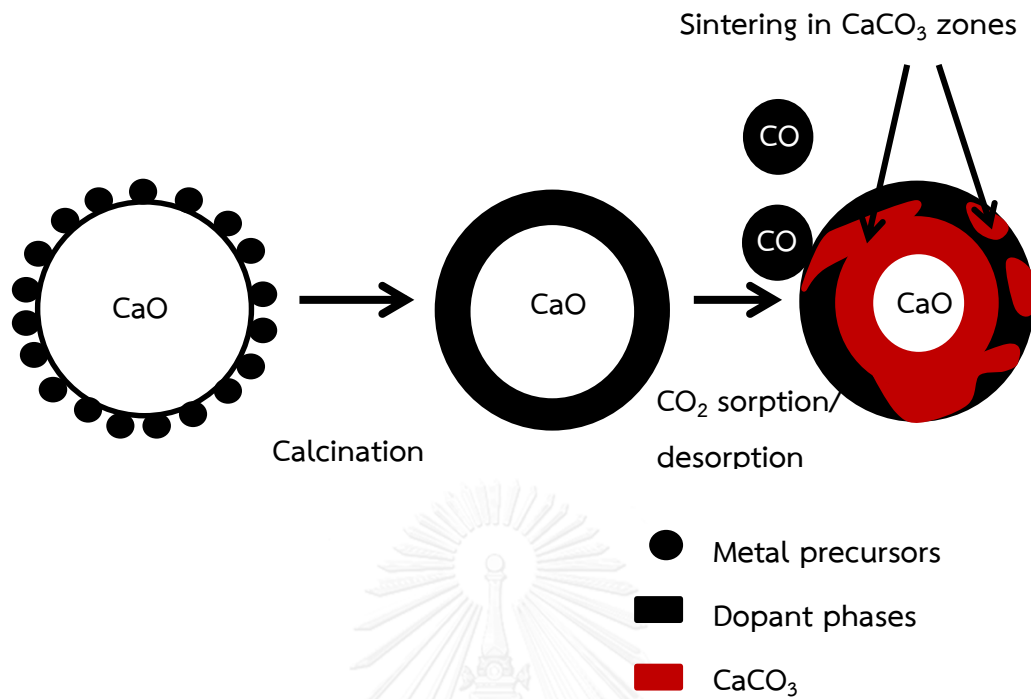 Sintering in CaCO₃ zones
CO
CO
CaO
CaO
CaO
Calcination
CO₂ sorption/
desorption
Metal precursors
Dopant phases
CaCO₃